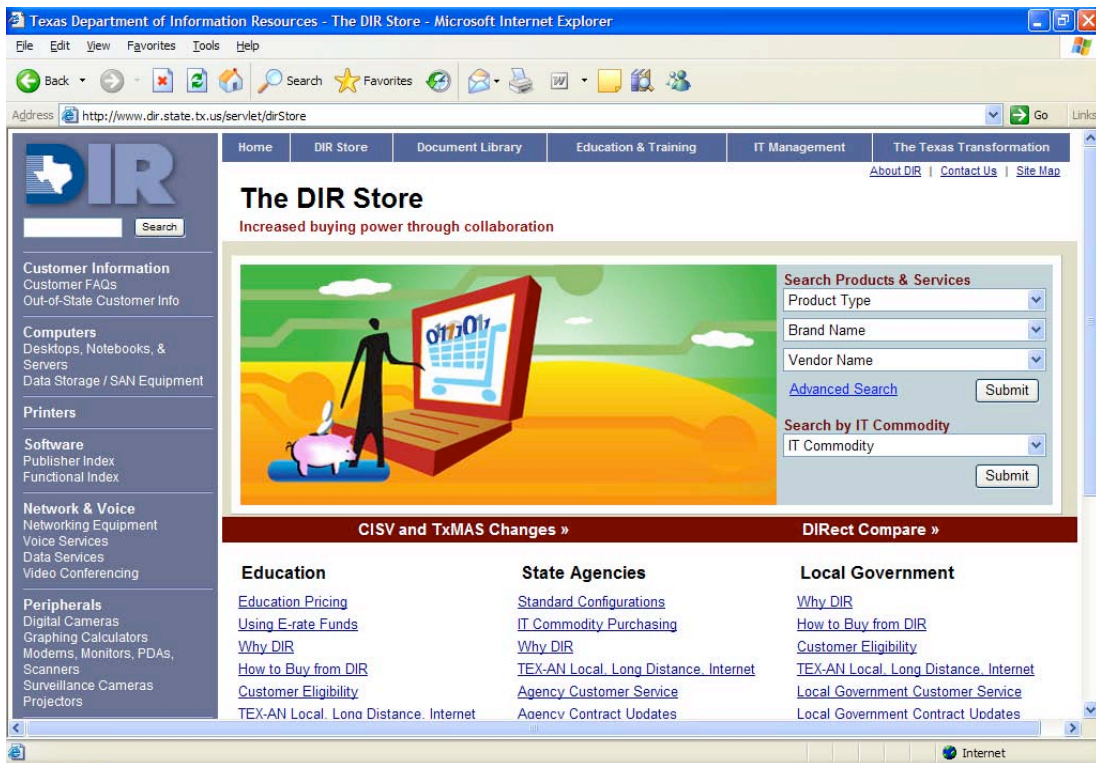 Texas Department of Information Resources - The DIR Store - Microsoft Internet Explorer
File Edit View Favorites Tools Help
Back Search Favorites
Address http://www.dir.state.tx.us/servlet/dirStore Go Links
DIR
Search
Customer Information
Customer FAQs
Out-of-State Customer Info
Computers
Desktops, Notebooks, &
Servers
Data Storage / SAN Equipment
Printers
Software
Publisher Index
Functional Index
Network & Voice
Networking Equipment
Voice Services
Data Services
Video Conferencing
Peripherals
Digital Cameras
Graphing Calculators
Modems, Monitors, PDAs,
Scanners
Surveillance Cameras
Projectors
Home DIR Store Document Library Education & Training IT Management The Texas Transformation
About DIR | Contact Us | Site Map
The DIR Store
Increased buying power through collaboration
Search Products & Services
Product Type
Brand Name
Vendor Name
Advanced Search Submit
Search by IT Commodity
IT Commodity
Submit
CISV and TxMAS Changes » DIRect Compare »
Education
Education Pricing
Using E-rate Funds
Why DIR
How to Buy from DIR
Customer Eligibility
TEX-AN Local, Long Distance, Internet
State Agencies
Standard Configurations
IT Commodity Purchasing
Why DIR
TEX-AN Local, Long Distance, Internet
Agency Customer Service
Agency Contract Updates
Local Government
Why DIR
How to Buy from DIR
Customer Eligibility
TEX-AN Local, Long Distance, Internet
Local Government Customer Service
Local Government Contract Updates
Internet